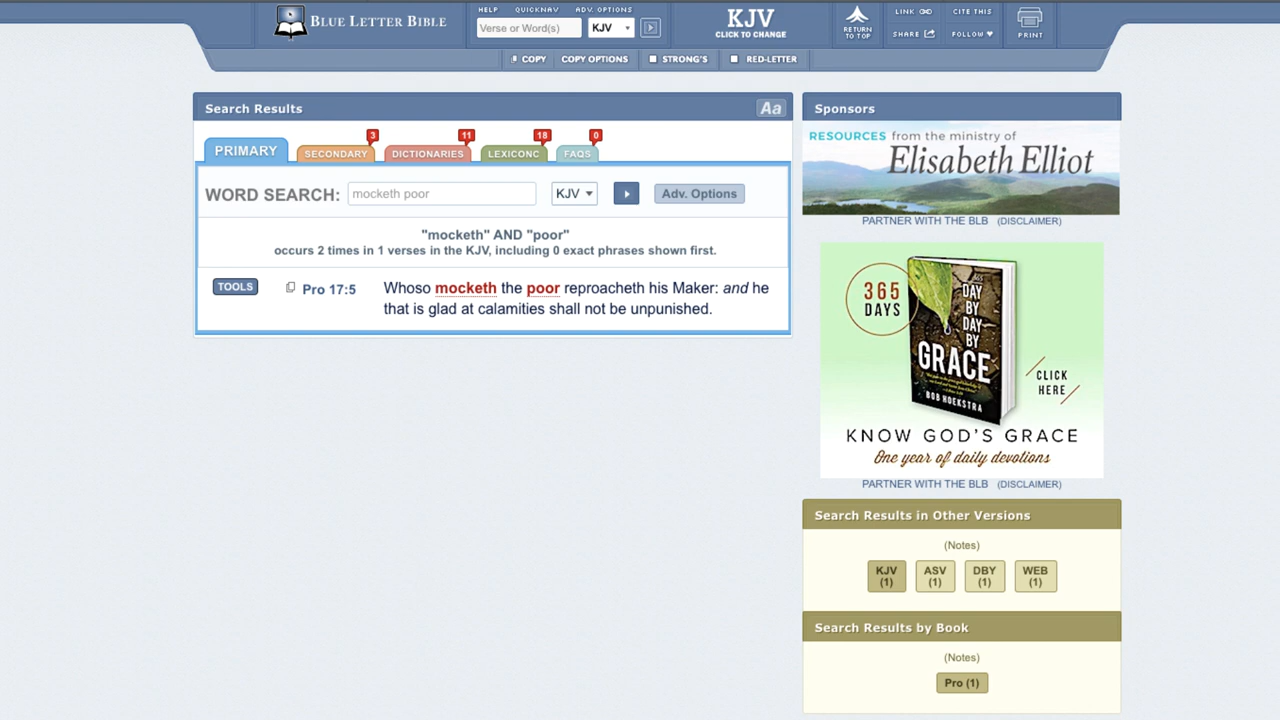 BLUE LETTER BIBLE
HELP QUICKNAV ADV. OPTIONS
Verse or Word(s) KJV
KJV
CLICK TO CHANGE
RETURN
TO TOP
LINK CITE THIS
SHARE FOLLOW
PRINT
COPY COPY OPTIONS STRONG'S RED-LETTER
Search Results Aa
3 11 18 0
PRIMARY SECONDARY DICTIONARIES LEXICONC FAQS
WORD SEARCH: mocketh poor KJV Adv. Options
"mocketh" AND "poor"
occurs 2 times in 1 verses in the KJV, including 0 exact phrases shown first.
TOOLS Pro 17:5 Whoso mocketh the poor reproacheth his Maker: and he
that is glad at calamities shall not be unpunished.
Sponsors
RESOURCES from the ministry of
Elisabeth Elliot
PARTNER WITH THE BLB (DISCLAIMER)
365
DAYS
365
DAY
BY
DAY
BY
GRACE
BOB HOEKSTRA
CLICK
HERE
KNOW GOD'S GRACE
One year of daily devotions
PARTNER WITH THE BLB (DISCLAIMER)
Search Results in Other Versions
(Notes)
KJV ASV DBY WEB
(1) (1) (1) (1)
Search Results by Book
(Notes)
Pro (1)